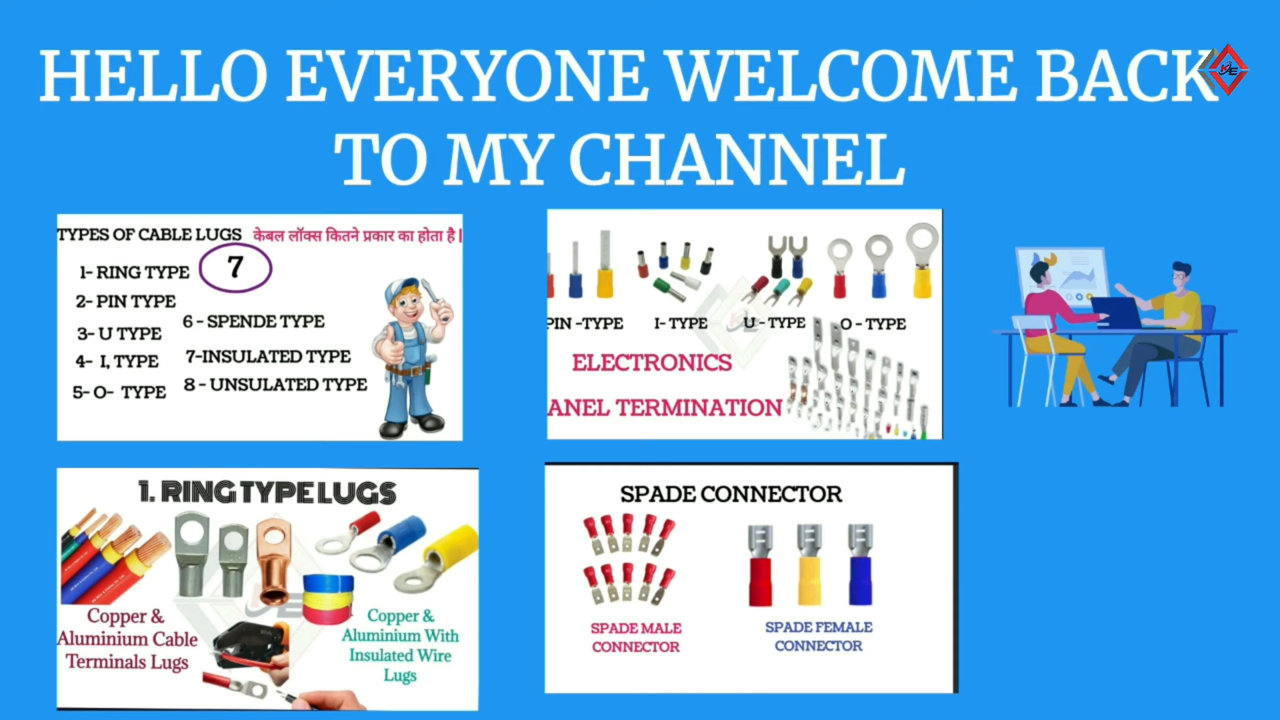 HELLO EVERYONE WELCOME BACK
TO MY CHANNEL
TYPES OF CABLE LUGS केबल लॉक्स कितने प्रकार का होता है |
7
1- RING TYPE
2- PIN TYPE
3- U TYPE
4- I, TYPE
5- O- TYPE
6 - SPENDE TYPE
7-INSULATED TYPE
8 - UNSULATED TYPE
PIN -TYPE I- TYPE U - TYPE O - TYPE
ELECTRONICS
ANEL TERMINATION
1. RING TYPE LUGS
Copper &
Aluminium Cable
Terminals Lugs
Copper &
Aluminium With
Insulated Wire
Lugs
SPADE CONNECTOR
SPADE MALE
CONNECTOR
SPADE FEMALE
CONNECTOR